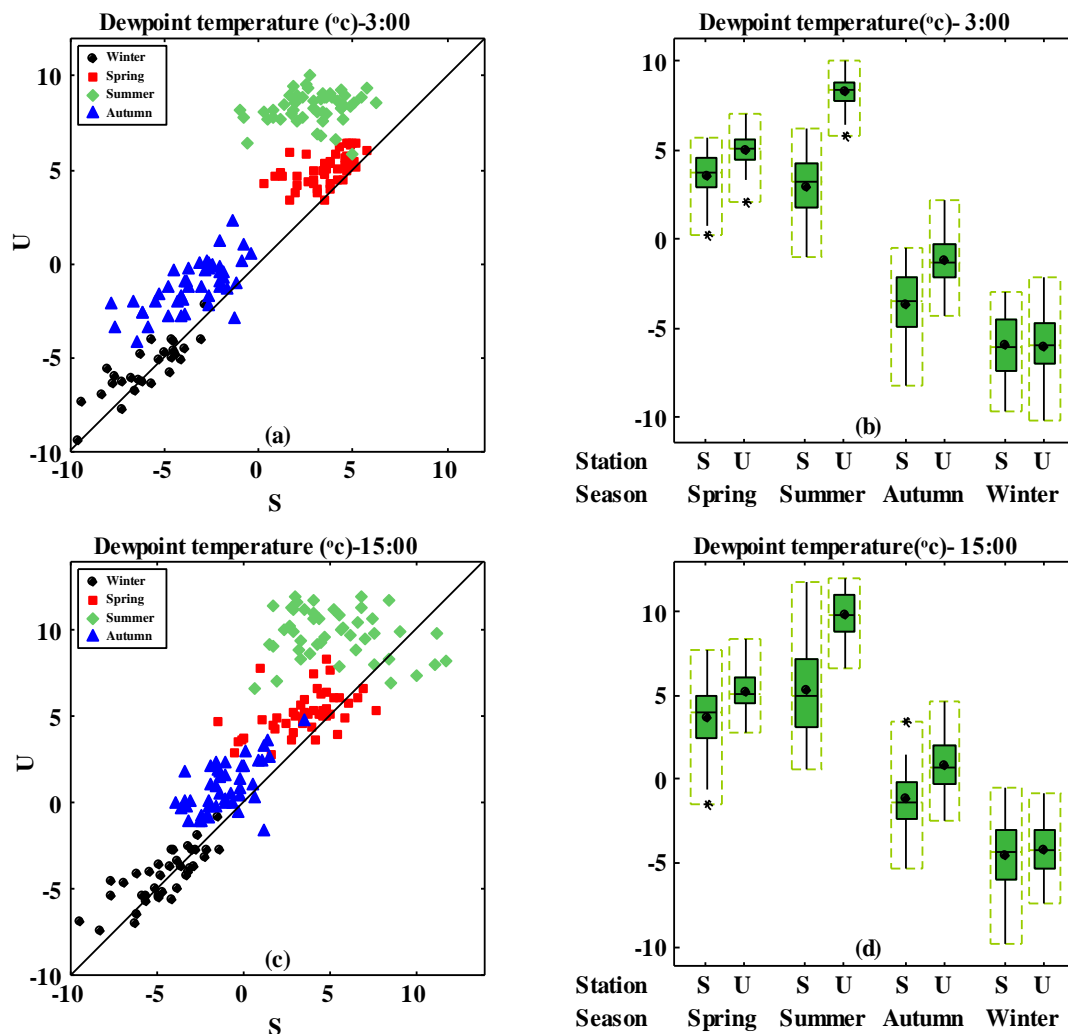 Dewpoint temperature (°c)-3:00
10
5
0
-5
-10
U
Winter
Spring
Summer
Autumn
(a)
-10 -5 0 5 10
S
Dewpoint temperature(°c)- 3:00
10
5
0
-5
-10
(b)
Station S U S U S U S U
Season Spring Summer Autumn Winter
Dewpoint temperature (°c)-15:00
10
5
0
-5
-10
U
Winter
Spring
Summer
Autumn
(c)
-10 -5 0 5 10
S
Dewpoint temperature(°c)- 15:00
10
5
0
-5
-10
(d)
Station S U S U S U S U
Season Spring Summer Autumn Winter